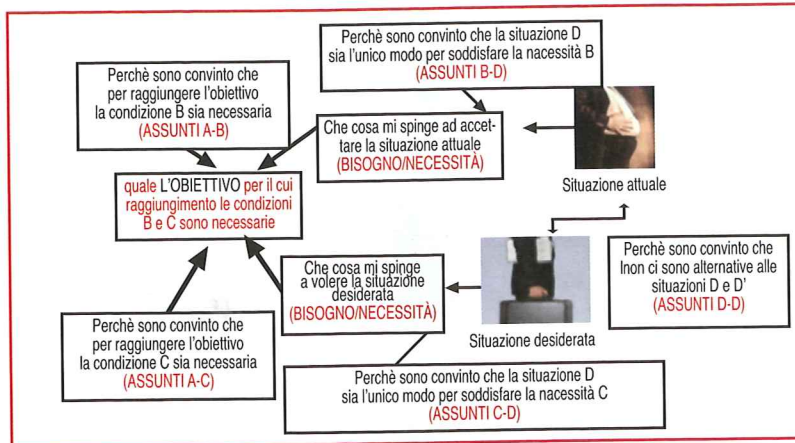 Perchè sono convinto che la situazione D
sia l'unico modo per soddisfare la nacessità B
(ASSUNTI B-D)
Perchè sono convinto che
per raggiungere l'obiettivo
la condizione B sia necessaria
(ASSUNTI A-B)
Che cosa mi spinge ad accet-
tare la situazione attuale
(BISOGNO/NECESSITÀ)
Situazione attuale
quale L'OBIETTIVO per il cui
raggiungimento le condizioni
B e C sono necessarie
Che cosa mi spinge
a volere la situazione
desiderata
(BISOGNO/NECESSITÀ)
Perchè sono convinto che
Inon ci sono alternative alle
situazioni D e D'
(ASSUNTI D-D)
Situazione desiderata
Perchè sono convinto che
per raggiungere l'obiettivo
la condizione C sia necessaria
(ASSUNTI A-C)
Perchè sono convinto che la situazione D
sia l'unico modo per soddisfare la nacessità C
(ASSUNTI C-D)